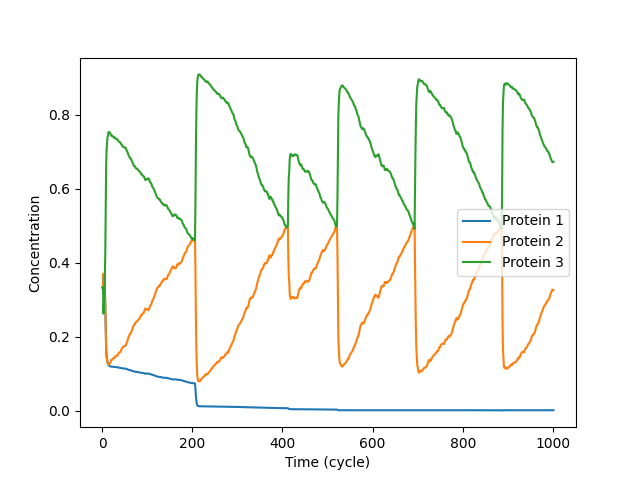 Concentration
0.8
0.6
0.4
0.2
0.0
Protein 1
Protein 2
Protein 3
0
200
400
600
800
1000
Time (cycle)